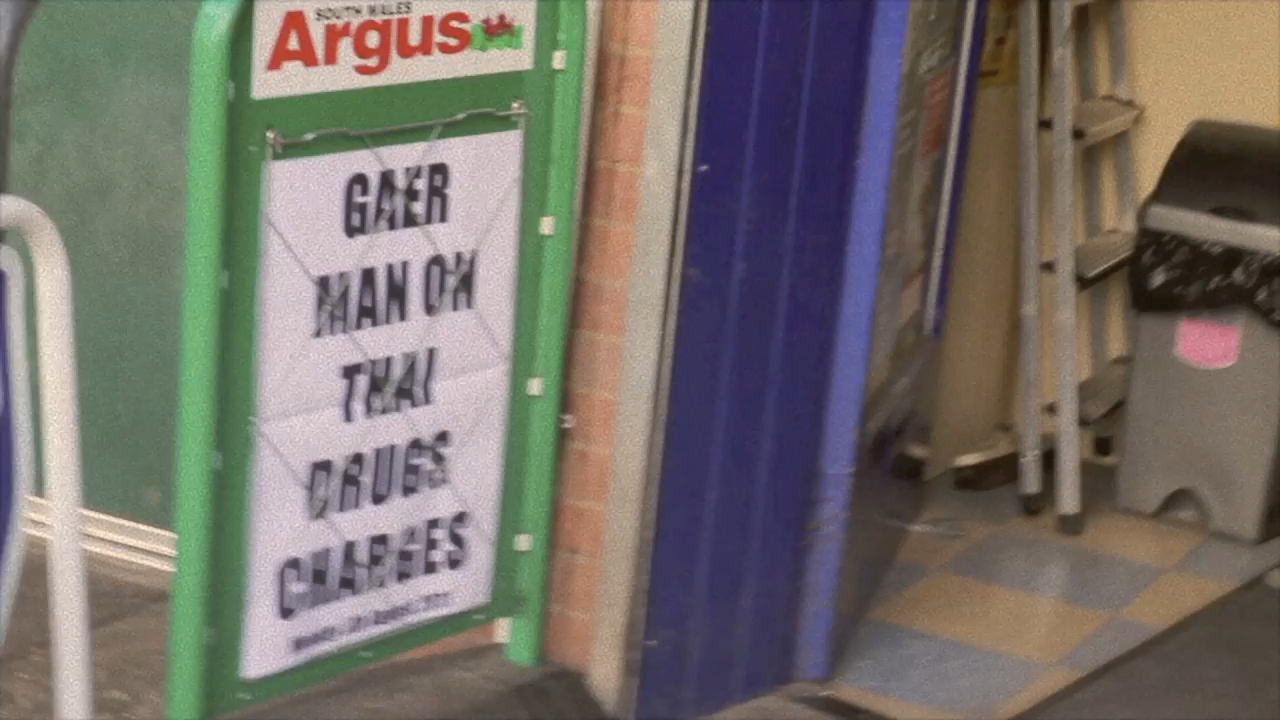 SOUTH WALES
Argus
GAER
MAN ON
THAI
DRUGS
CHARGES